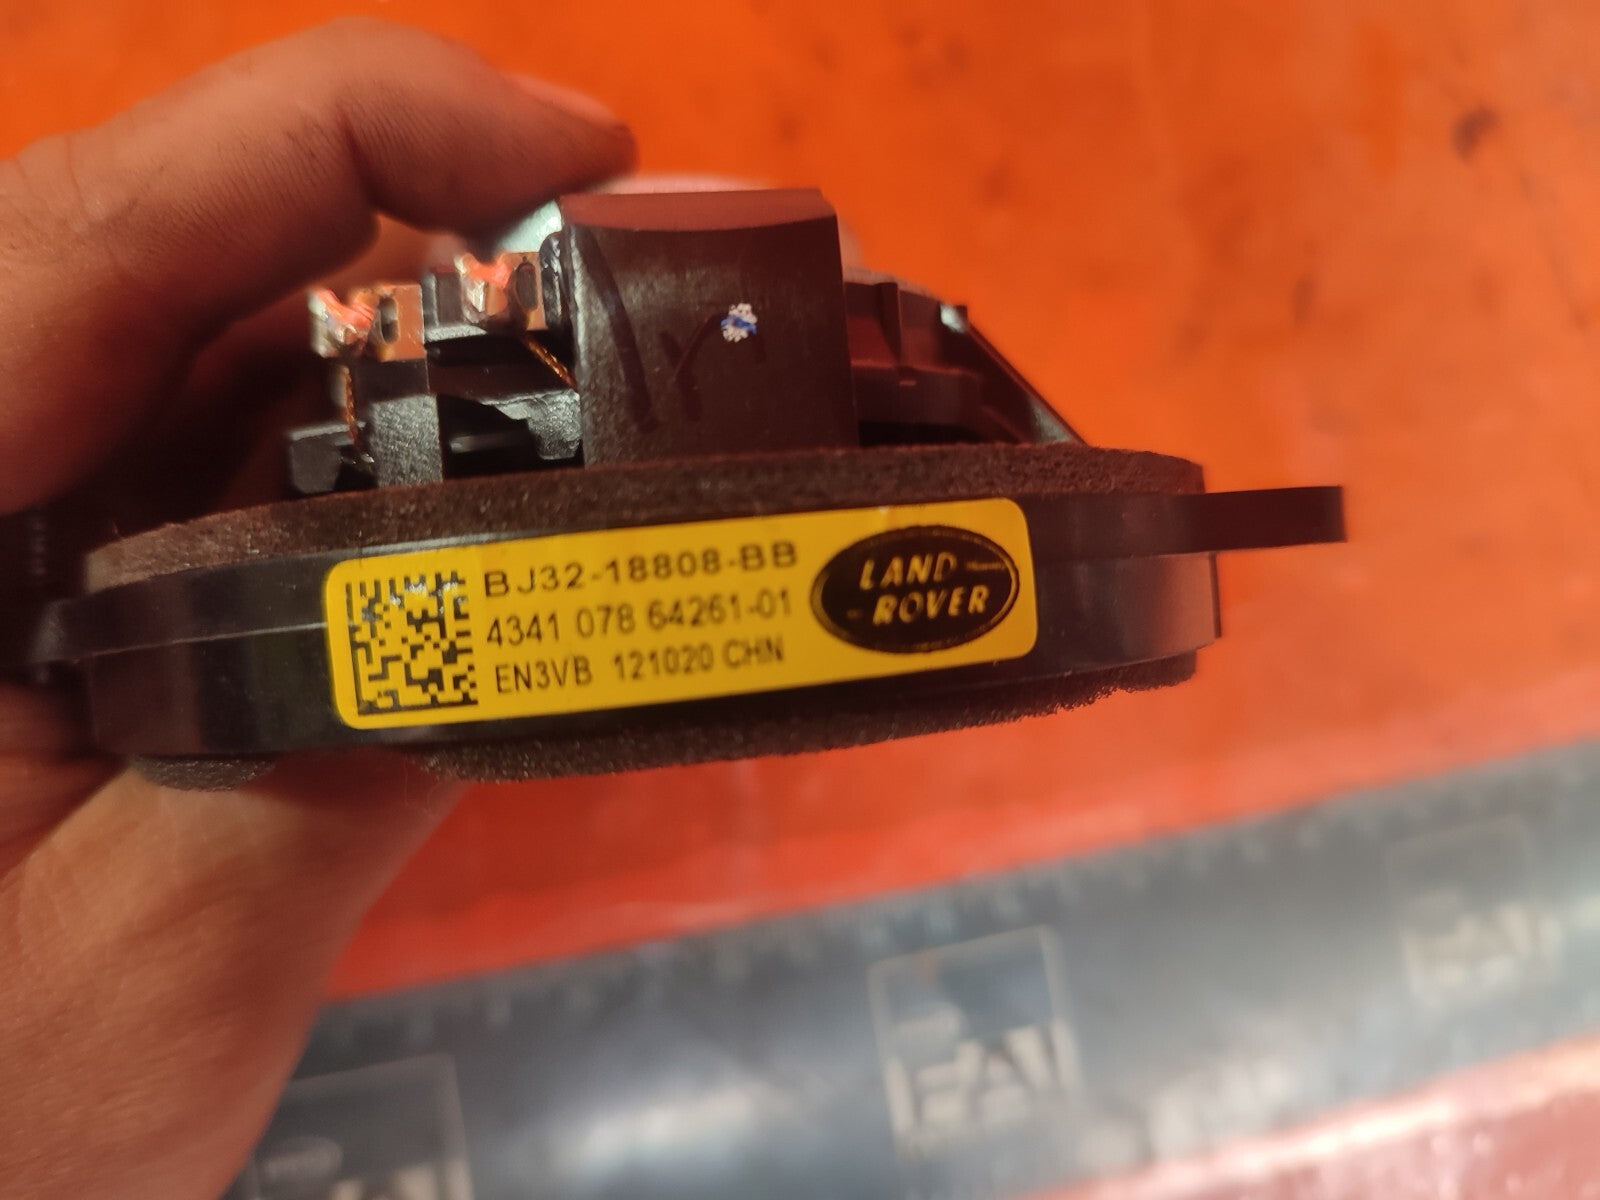 BJ32-18808-BB
4341 078 64261-01
EN3VB 121020 CHN
LAND
ROVER